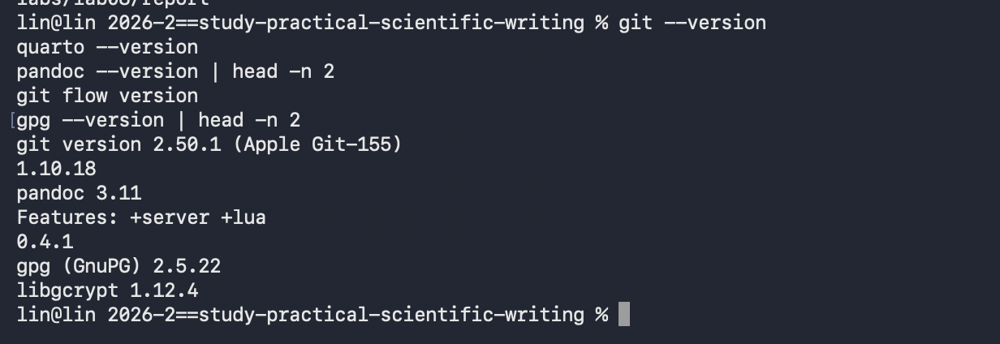 labs/lab08/report
lin@lin 2026-2==study-practical-scientific-writing % git --version
quarto --version
pandoc --version | head -n 2
git flow version
[gpg --version | head -n 2
git version 2.50.1 (Apple Git-155)
1.10.18
pandoc 3.11
Features: +server +lua
0.4.1
gpg (GnuPG) 2.5.22
libgcrypt 1.12.4
lin@lin 2026-2==study-practical-scientific-writing %